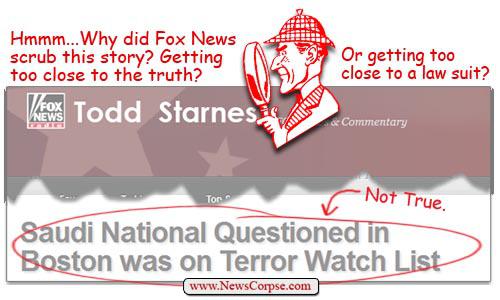 Hmmm...Why did Fox News
scrub this story? Getting
too close to the truth?
Or getting too
close to a law suit?
FOX
NEWS
radio
Todd Starnes
& Commentary
Not True.
Saudi National Questioned in
Boston was on Terror Watch List
www.NewsCorpse.com